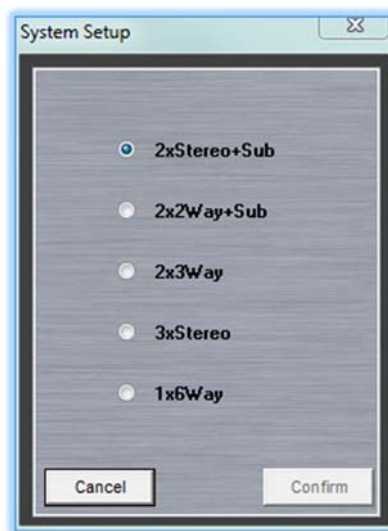 System Setup
2xStereo+Sub
2x2Way+Sub
2x3Way
3xStereo
1x6Way
Cancel Confirm